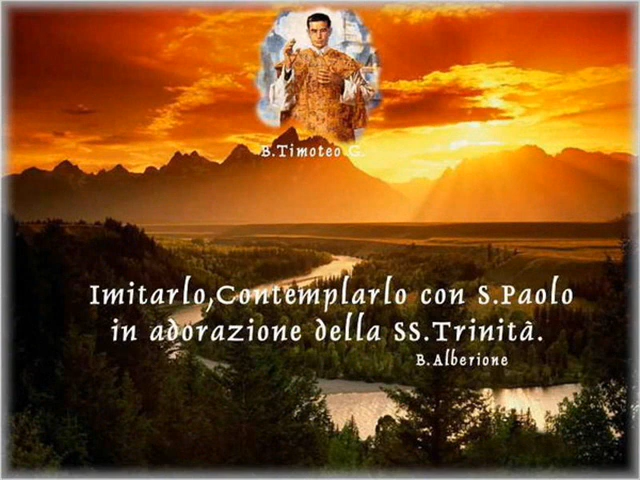 B.Timoteo G.
Imitarlo,Contemplarlo con S.Paolo
in adorazione della SS.Trinità.
B.Alberione